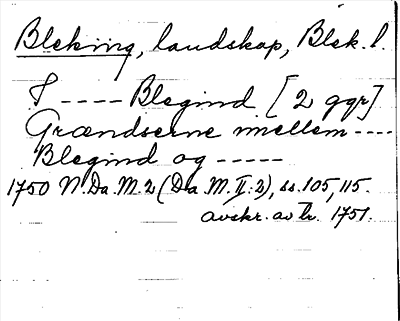 Bleking, landskap, Blek. l.
I ---- Blegind [2 ggr]
Grændserne mellem ----
Blegind og -----
1750 N. Da. M. 2 (Da. M. II: 2), ss. 105, 115.
avskr. av tr. 1751.